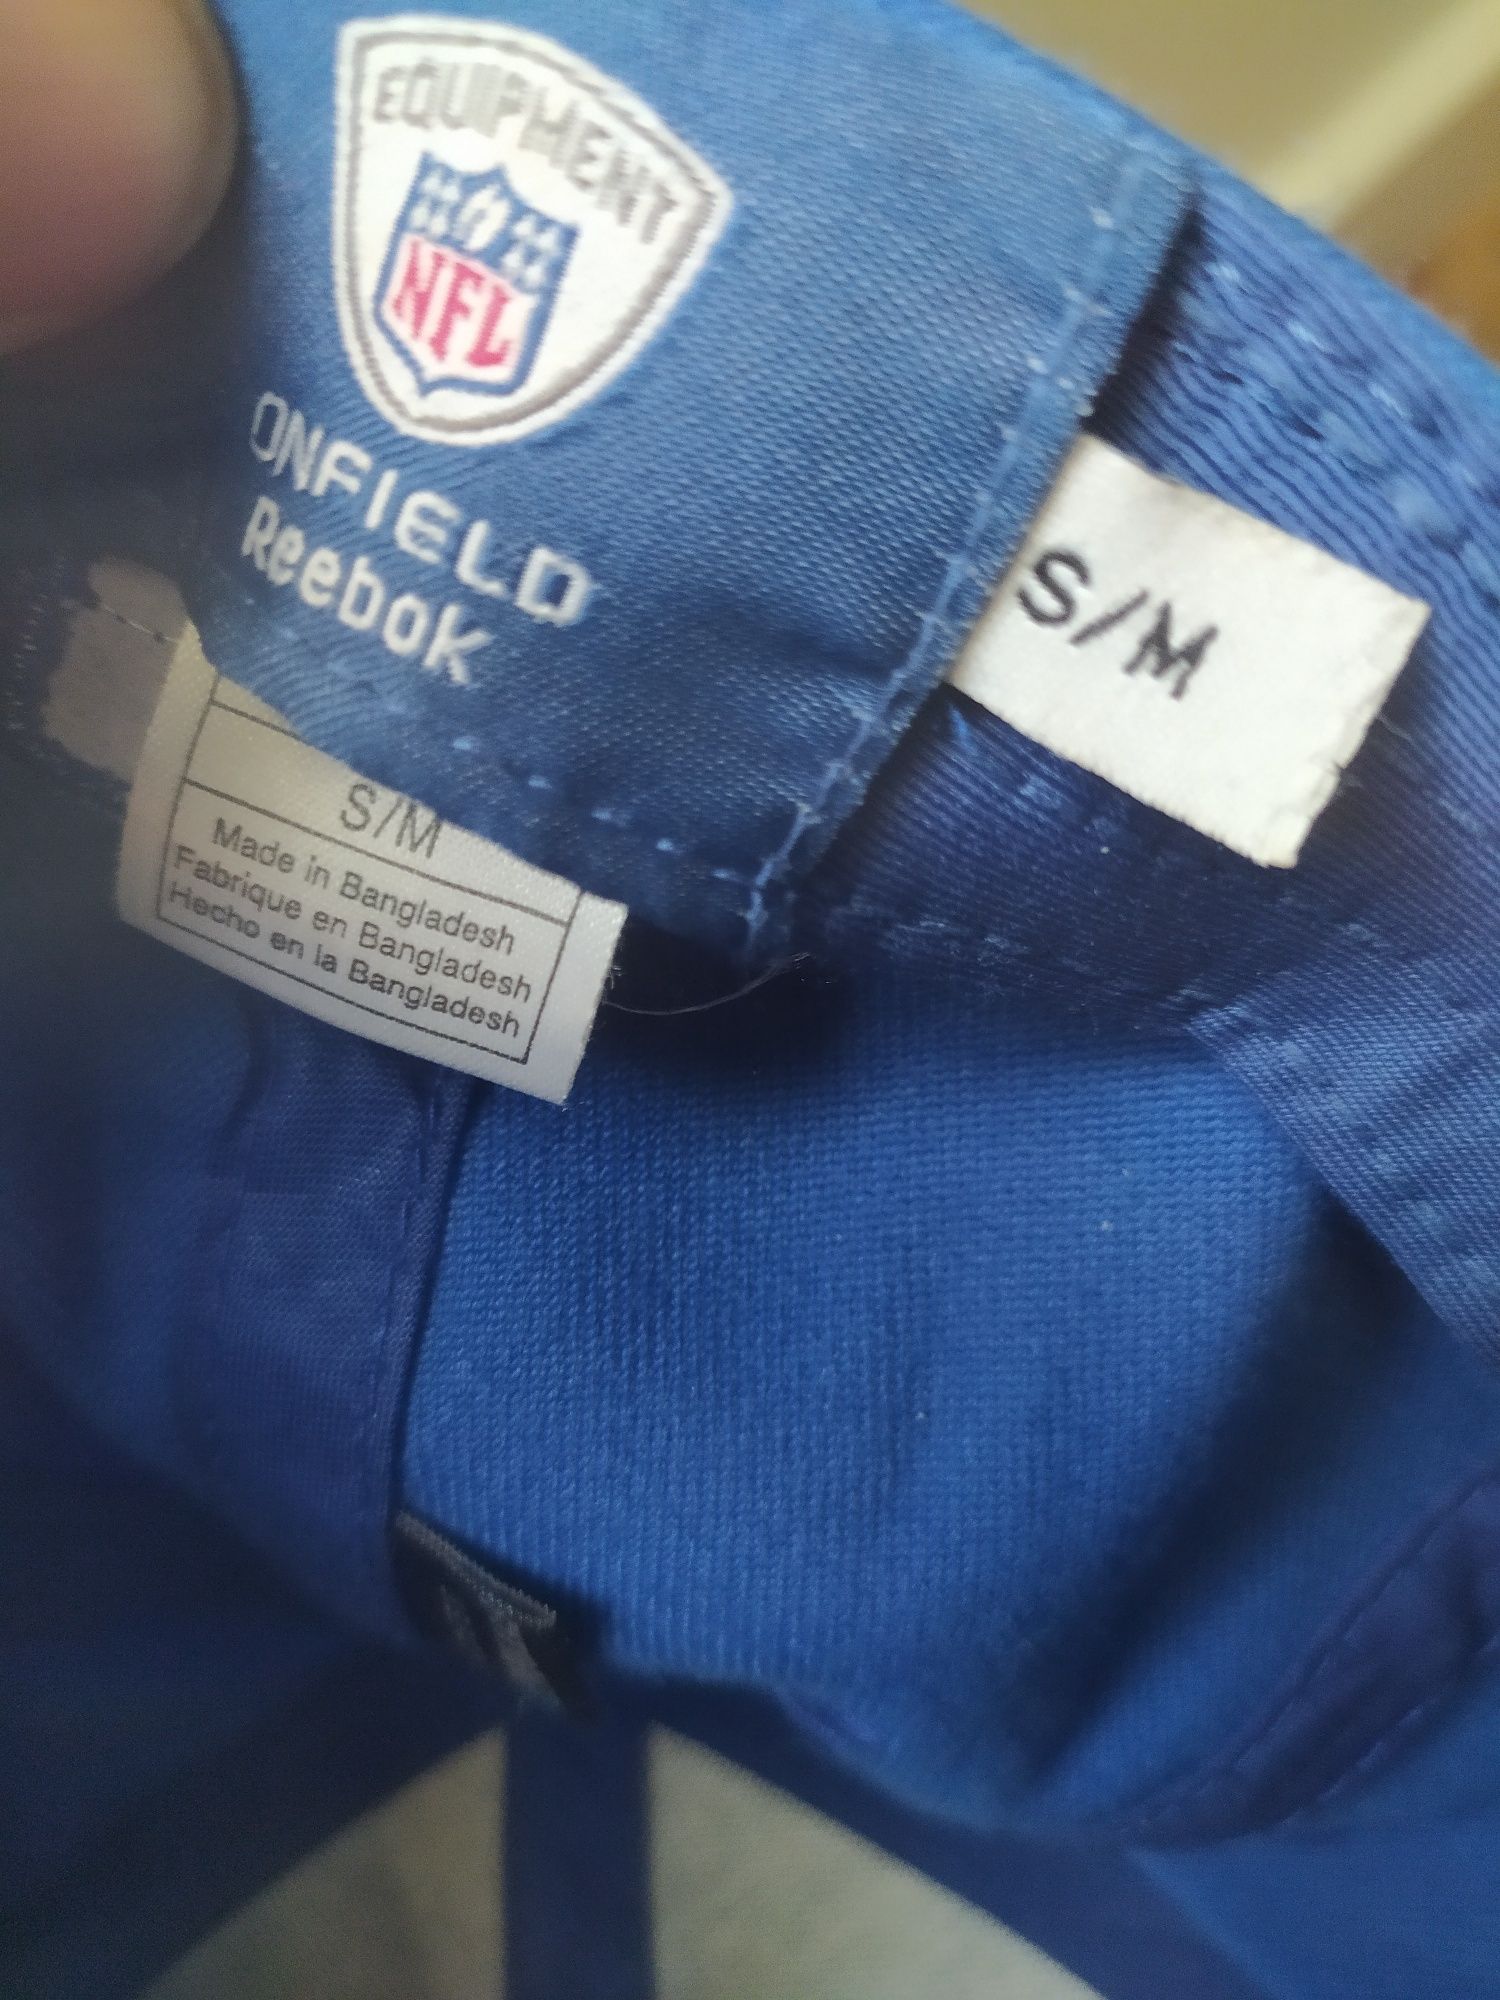 EQUIPMENT
NFL
ONFIELD
Reebok
S/M
S/M
Made in Bangladesh
Fabrique en Bangladesh
Hecho en la Bangladesh